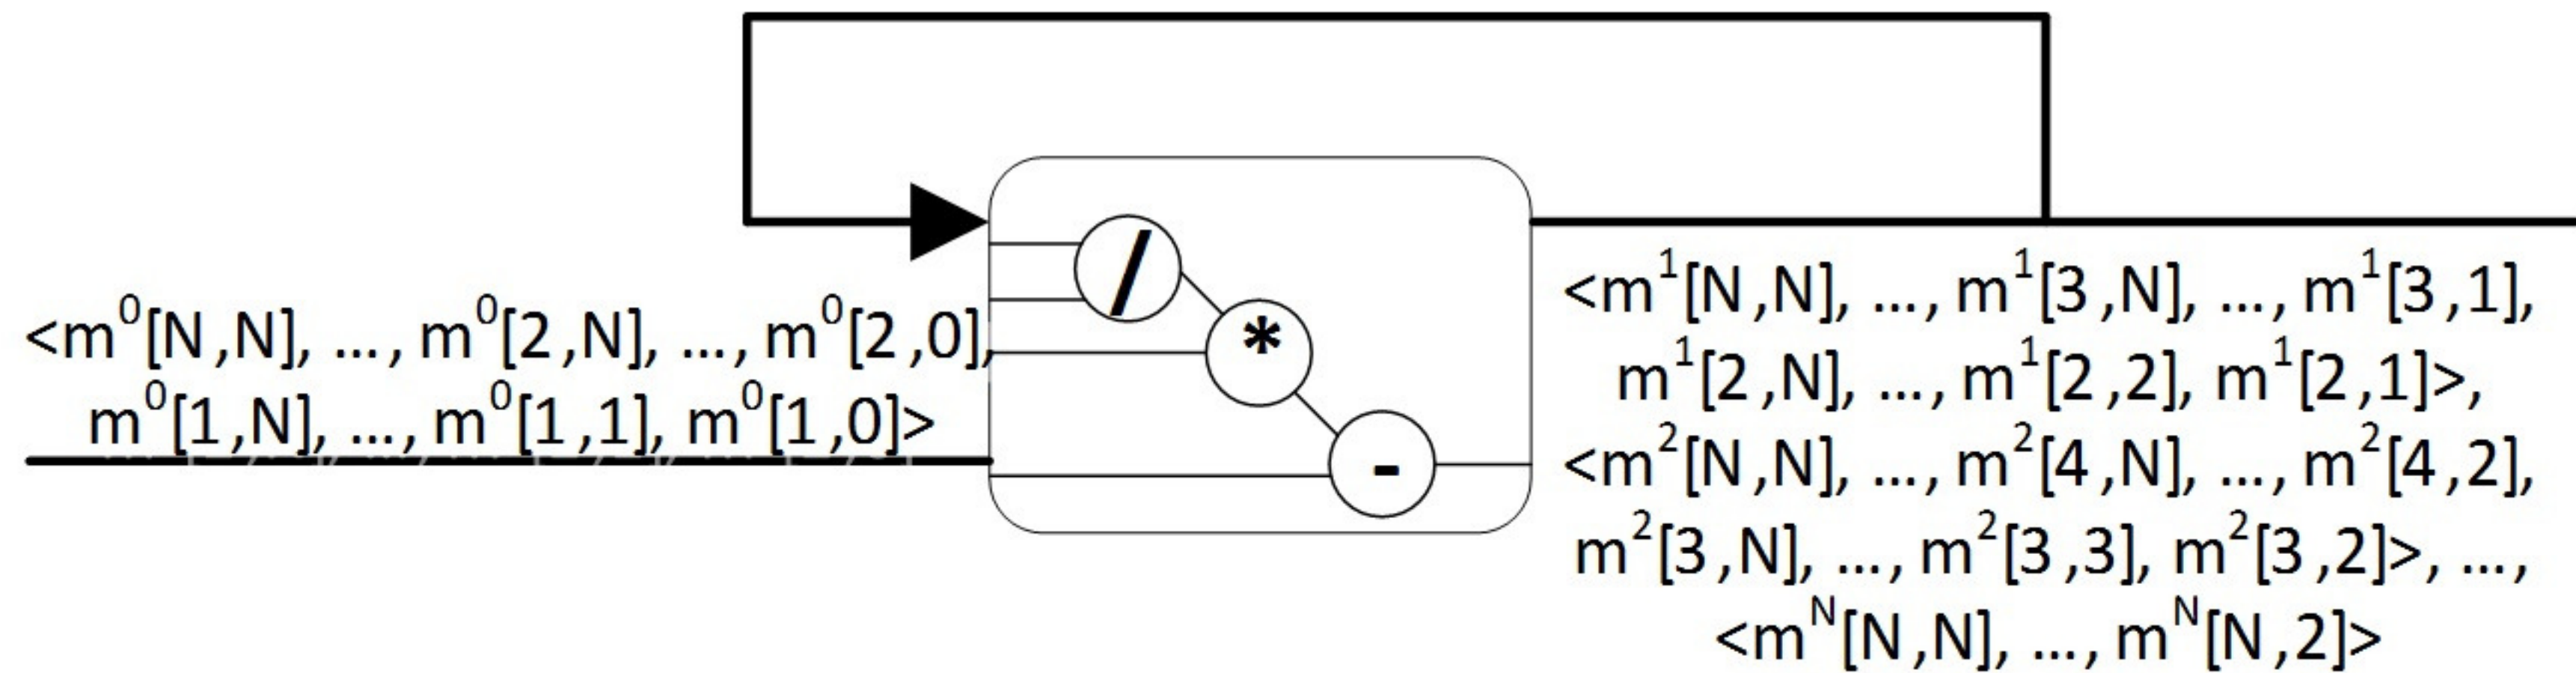 /
*
-
<m⁰[N,N], ..., m⁰[2,N], ..., m⁰[2,0],
m⁰[1,N], ..., m⁰[1,1], m⁰[1,0]>
<m¹[N,N], ..., m¹[3,N], ..., m¹[3,1],
m¹[2,N], ..., m¹[2,2], m¹[2,1]>,
<m²[N,N], ..., m²[4,N], ..., m²[4,2],
m²[3,N], ..., m²[3,3], m²[3,2]>, ...,
<mᴺ[N,N], ..., mᴺ[N,2]>